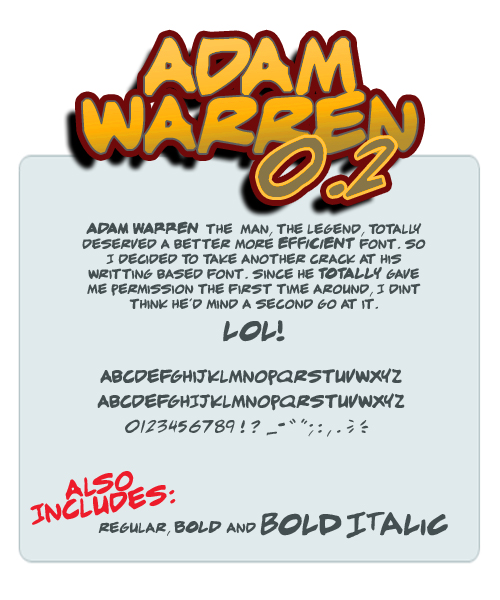 ADAM
WARREN
0.2
ADAM WARREN THE MAN, THE LEGEND, TOTALLY
DESERVED A BETTER MORE EFFICIENT FONT. SO
I DECIDED TO TAKE ANOTHER CRACK AT HIS
WRITTING BASED FONT. SINCE HE TOTALLY GAVE
ME PERMISSION THE FIRST TIME AROUND, I DINT
THINK HE'D MIND A SECOND GO AT IT.
LOL!
ABCDEFGHIJKLMNOPQRSTUVWXYZ
ABCDEFGHIJKLMNOPQRSTUVWXYZ
0123456789!? _-"";:,.
ALSO
INCLUDES:
REGULAR, BOLD AND BOLD ITALIC